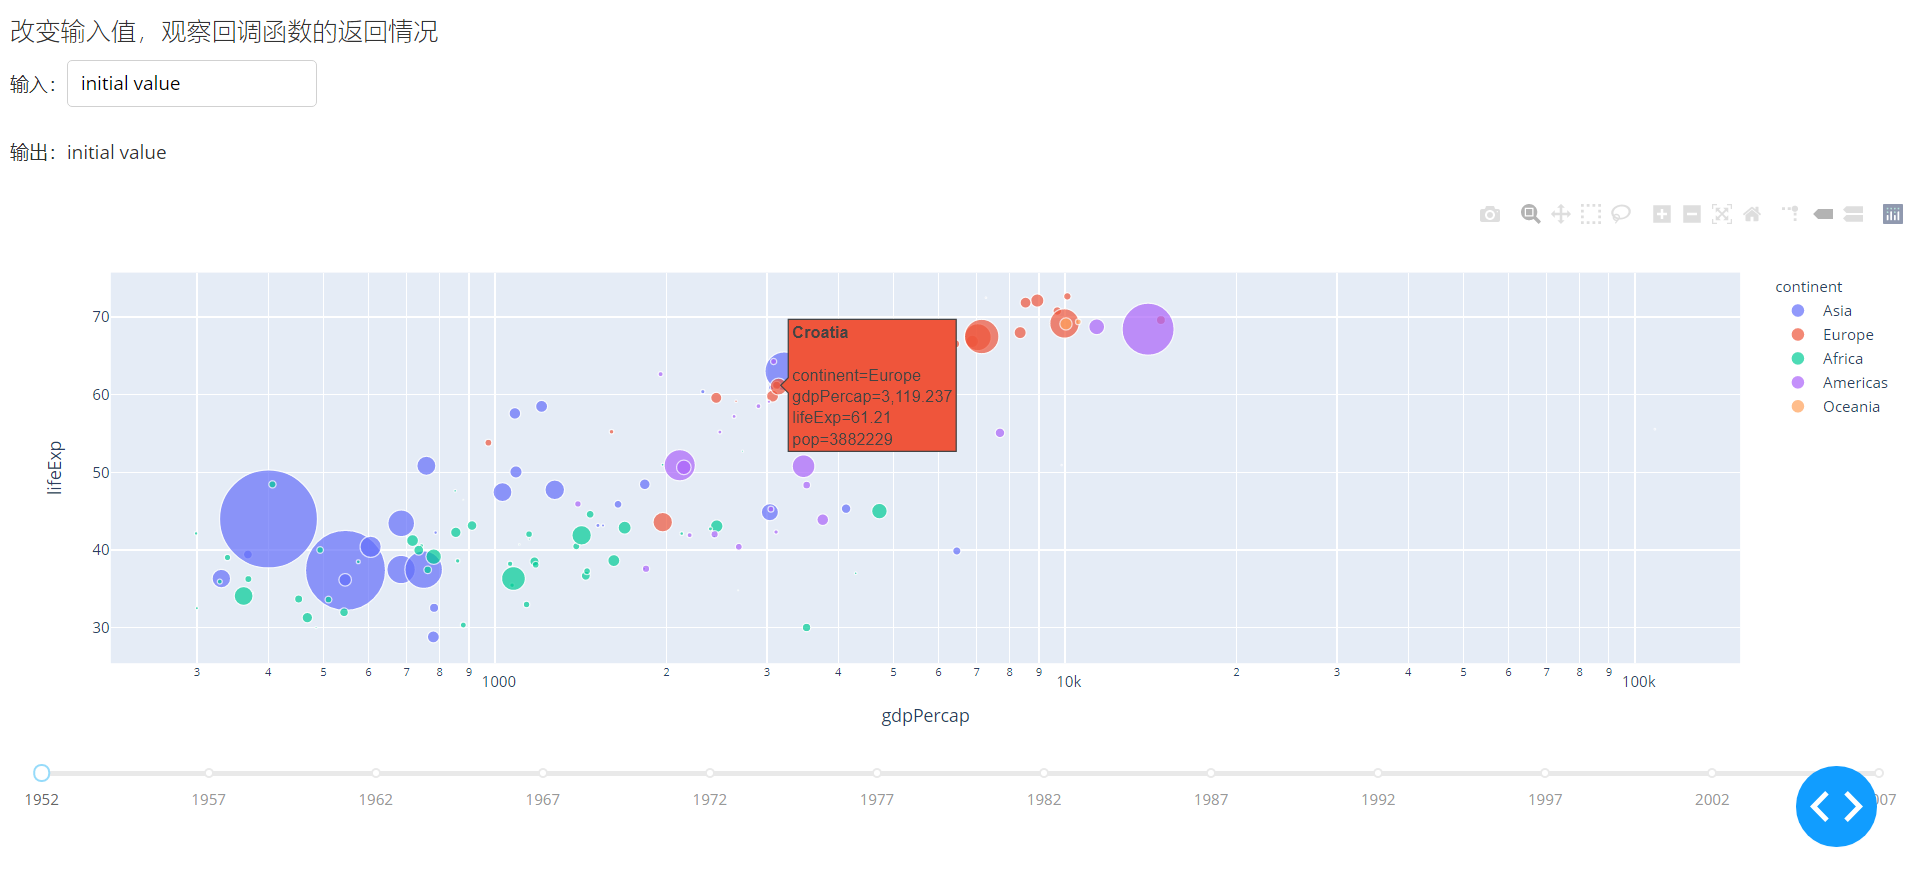 改变输入值，观察回调函数的返回情况
输入：initial value
输出：initial value
continent
Asia
Europe
Africa
Americas
Oceania
Croatia
continent=Europe
gdpPercap=3,119.237
lifeExp=61.21
pop=3882229
70
60
50
40
30
lifeExp
3 4 5 6 7 8 9 1000 2 3 4 5 6 7 8 9 10k 2 3 4 5 6 7 8 9 100k
gdpPercap
1952 1957 1962 1967 1972 1977 1982 1987 1992 1997 2002 007